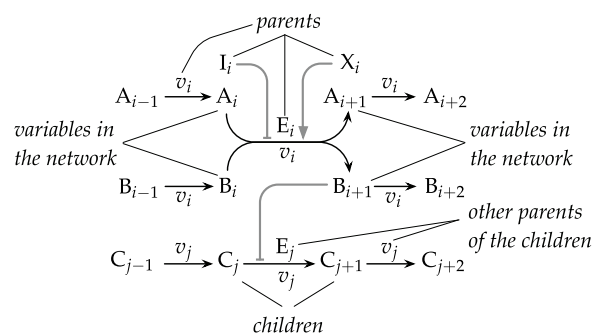 parents
I_i X_i
v_i v_i
A_{i−1} A_i A_{i+1} A_{i+2}
E_i
variables in
the network
v_i
variables in
the network
B_{i−1} B_i B_{i+1} B_{i+2}
v_i v_i
other parents
of the children
v_j E_j v_j
C_{j−1} C_j C_{j+1} C_{j+2}
v_j
children